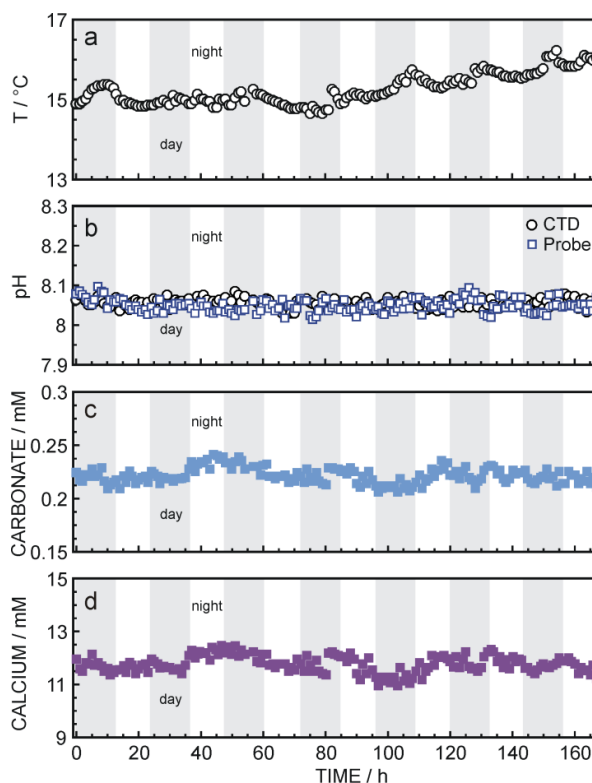 a
T / °C
17
15
13
night
day
b
pH
8.3
8.2
8.1
8
7.9
night
day
CTD
Probe
c
CARBONATE / mM
0.3
0.25
0.2
0.15
night
day
d
CALCIUM / mM
15
13
11
9
night
day
0 20 40 60 80 100 120 140 160
TIME / h